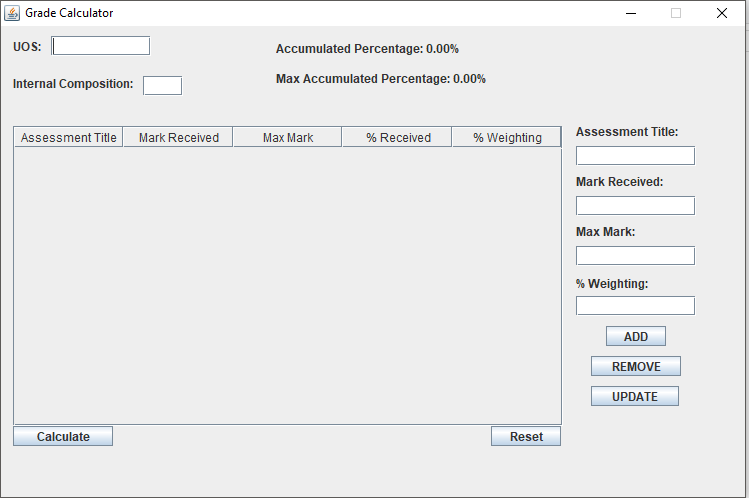 Grade Calculator
UOS:
Accumulated Percentage: 0.00%
Internal Composition:
Max Accumulated Percentage: 0.00%
Assessment Title Mark Received Max Mark % Received % Weighting
Assessment Title:
Mark Received:
Max Mark:
% Weighting:
ADD
REMOVE
UPDATE
Calculate
Reset